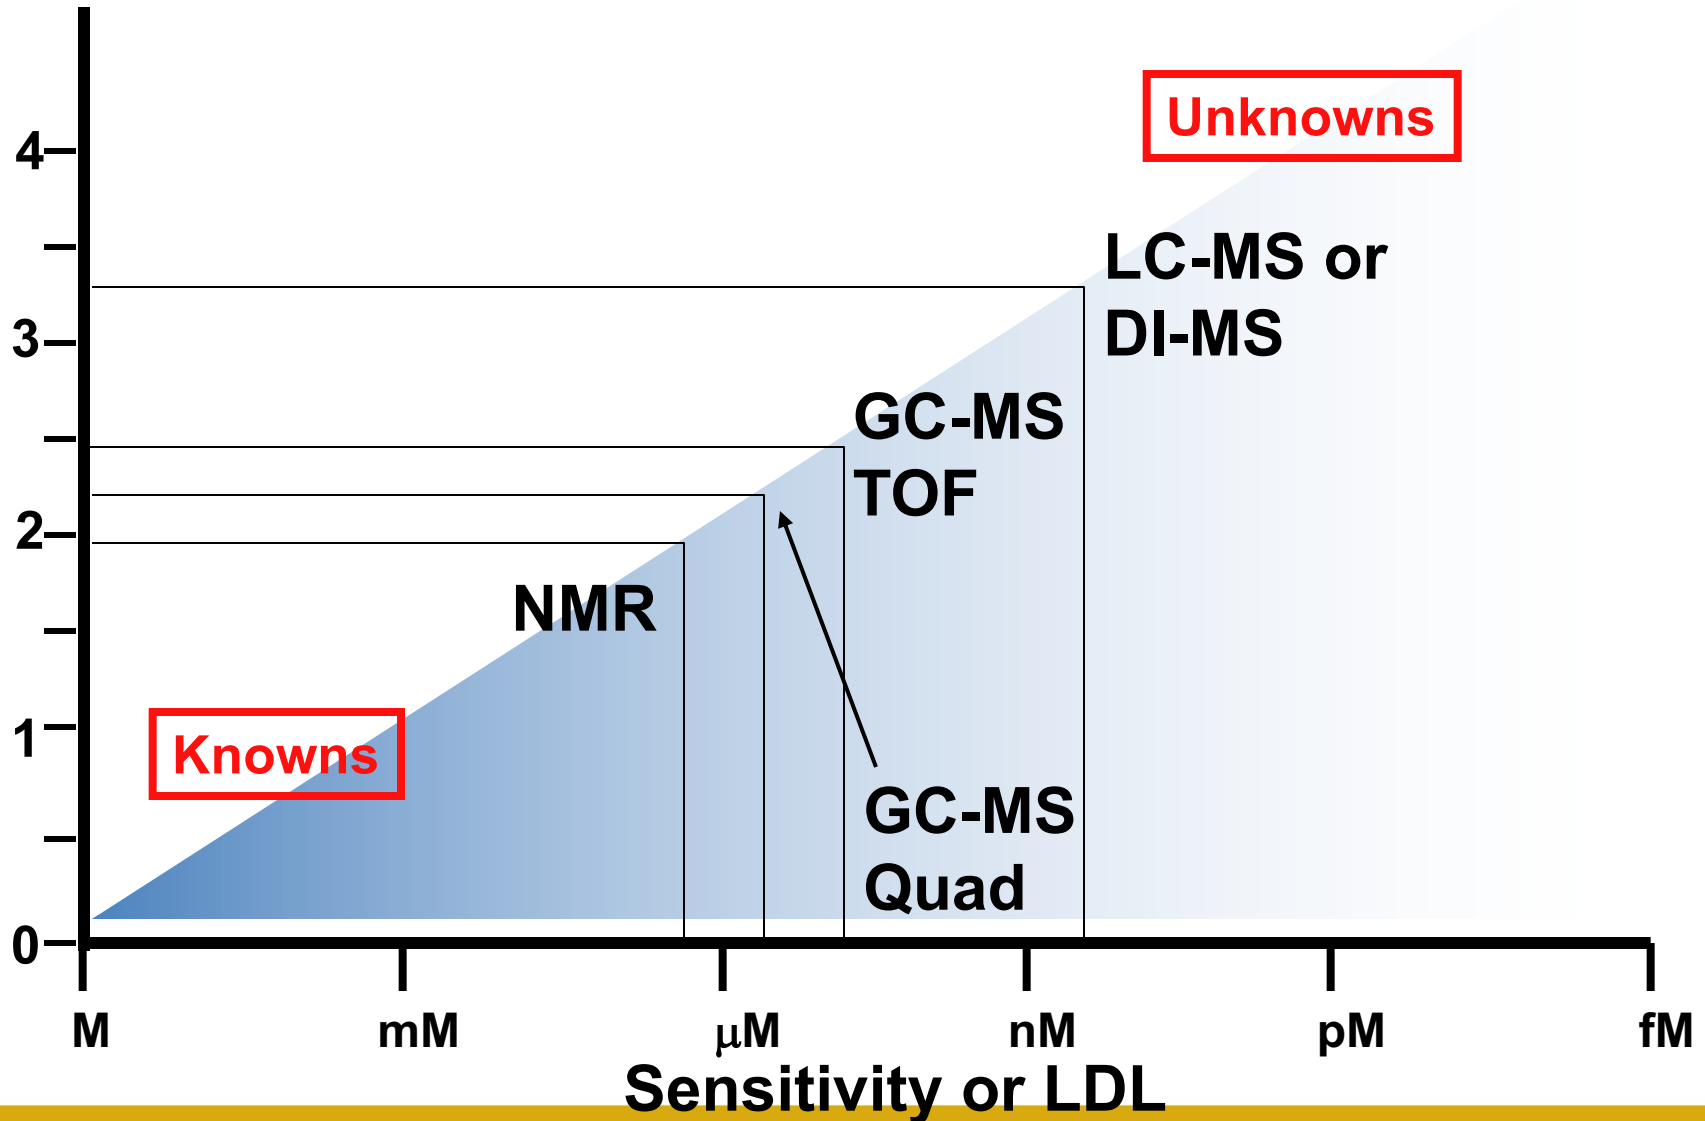 4
3
2
1
0
Unknowns
LC-MS or
DI-MS
GC-MS
TOF
NMR
Knowns
GC-MS
Quad
M mM μM nM pM fM
Sensitivity or LDL